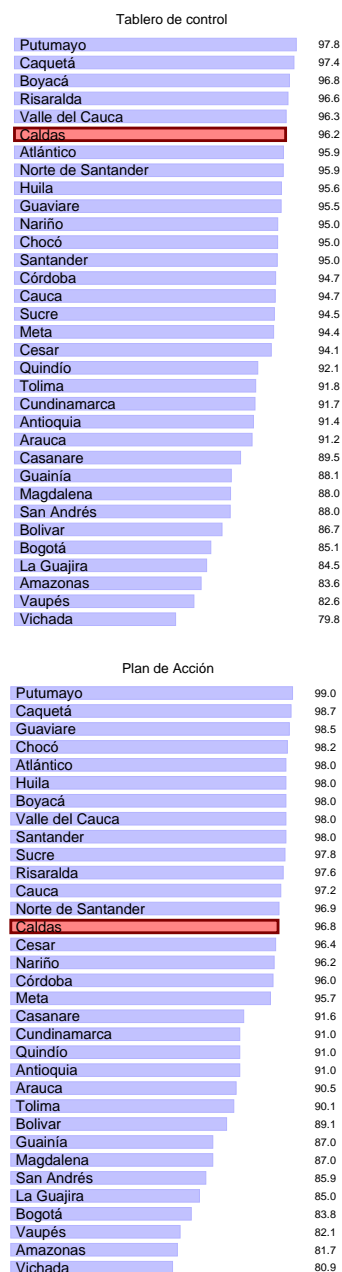 Tablero de control
Putumayo 97.8
Caquetá 97.4
Boyacá 96.8
Risaralda 96.6
Valle del Cauca 96.3
Caldas 96.2
Atlántico 95.9
Norte de Santander 95.9
Huila 95.6
Guaviare 95.5
Nariño 95.0
Chocó 95.0
Santander 95.0
Córdoba 94.7
Cauca 94.7
Sucre 94.5
Meta 94.4
Cesar 94.1
Quindío 92.1
Tolima 91.8
Cundinamarca 91.7
Antioquia 91.4
Arauca 91.2
Casanare 89.5
Guainía 88.1
Magdalena 88.0
San Andrés 88.0
Bolivar 86.7
Bogotá 85.1
La Guajira 84.5
Amazonas 83.6
Vaupés 82.6
Vichada 79.8
Plan de Acción
Putumayo 99.0
Caquetá 98.7
Guaviare 98.5
Chocó 98.2
Atlántico 98.0
Huila 98.0
Boyacá 98.0
Valle del Cauca 98.0
Santander 98.0
Sucre 97.8
Risaralda 97.6
Cauca 97.2
Norte de Santander 96.9
Caldas 96.8
Cesar 96.4
Nariño 96.2
Córdoba 96.0
Meta 95.7
Casanare 91.6
Cundinamarca 91.0
Quindío 91.0
Antioquia 91.0
Arauca 90.5
Tolima 90.1
Bolivar 89.1
Guainía 87.0
Magdalena 87.0
San Andrés 85.9
La Guajira 85.0
Bogotá 83.8
Vaupés 82.1
Amazonas 81.7
Vichada 80.9